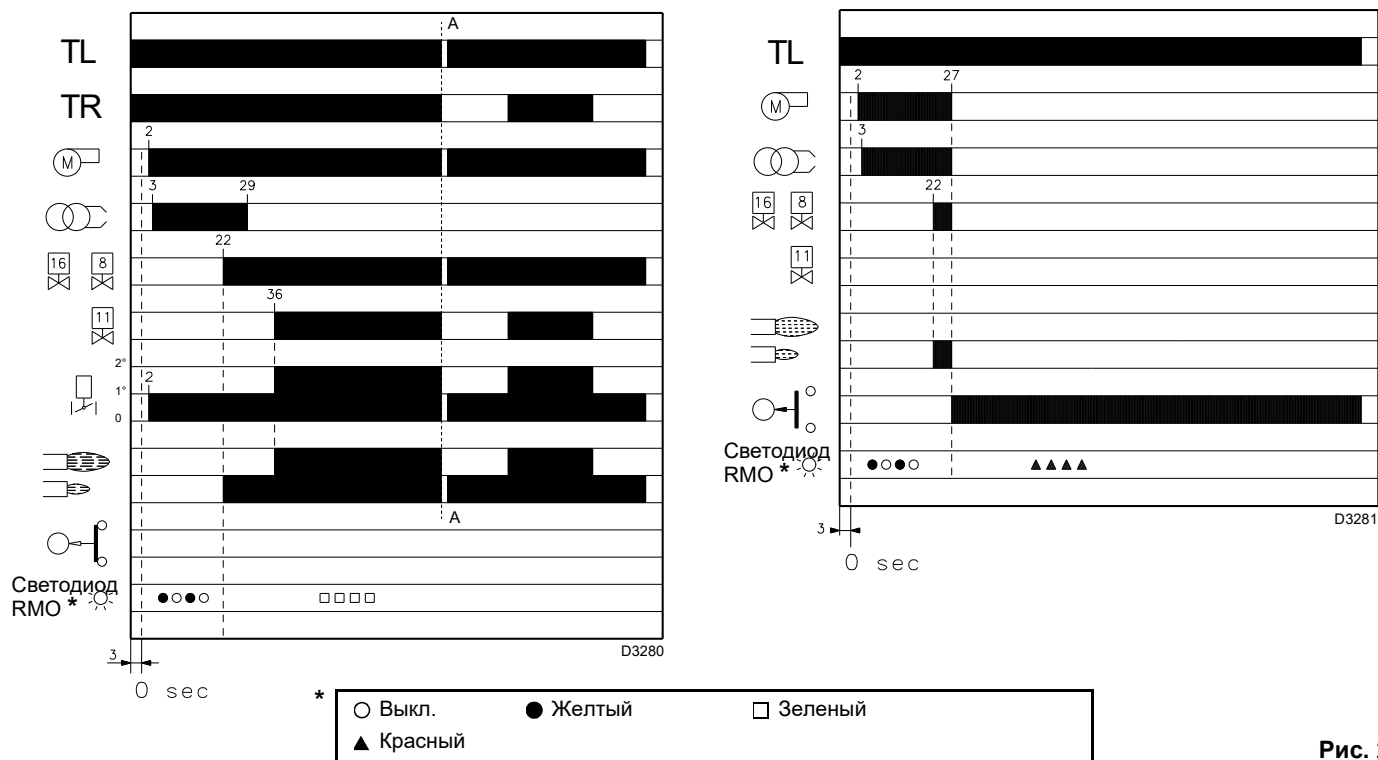 A
TL
TR
2
M
3 29
16 8
22
11
36
2°
1°
0
2
A
Светодиод
RMO *
D3280
3
0 sec
TL
2 27
M
3
16 8
22
11
Светодиод
RMO *
D3281
3
0 sec
*
Выкл. Желтый Зеленый
Красный
Рис.